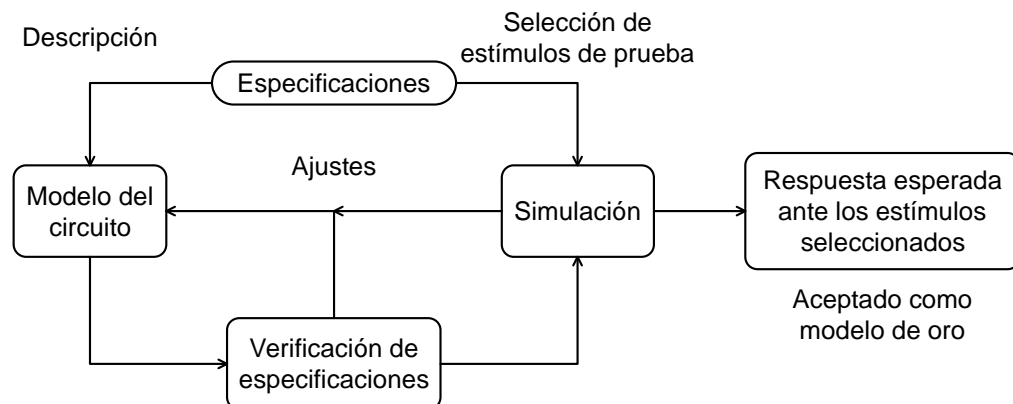 Descripción
Selección de
estímulos de prueba
Especificaciones
Ajustes
Modelo del
circuito
Simulación
Respuesta esperada
ante los estímulos
seleccionados
Verificación de
especificaciones
Aceptado como
modelo de oro